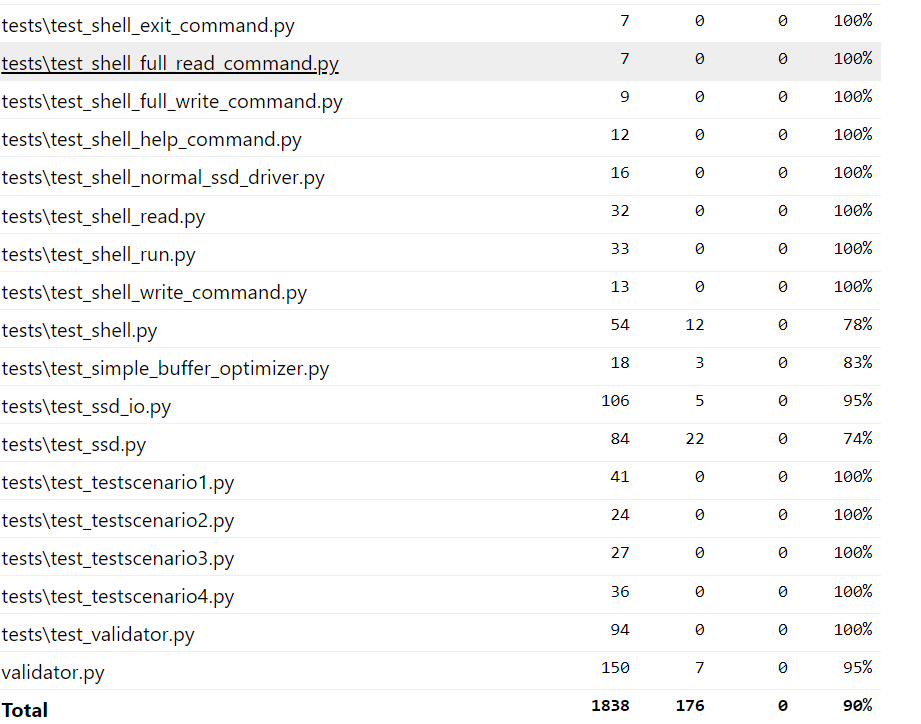 tests\test_shell_exit_command.py 7 0 0 100%
tests\test_shell_full_read_command.py 7 0 0 100%
tests\test_shell_full_write_command.py 9 0 0 100%
tests\test_shell_help_command.py 12 0 0 100%
tests\test_shell_normal_ssd_driver.py 16 0 0 100%
tests\test_shell_read.py 32 0 0 100%
tests\test_shell_run.py 33 0 0 100%
tests\test_shell_write_command.py 13 0 0 100%
tests\test_shell.py 54 12 0 78%
tests\test_simple_buffer_optimizer.py 18 3 0 83%
tests\test_ssd_io.py 106 5 0 95%
tests\test_ssd.py 84 22 0 74%
tests\test_testscenario1.py 41 0 0 100%
tests\test_testscenario2.py 24 0 0 100%
tests\test_testscenario3.py 27 0 0 100%
tests\test_testscenario4.py 36 0 0 100%
tests\test_validator.py 94 0 0 100%
validator.py 150 7 0 95%
Total 1838 176 0 90%